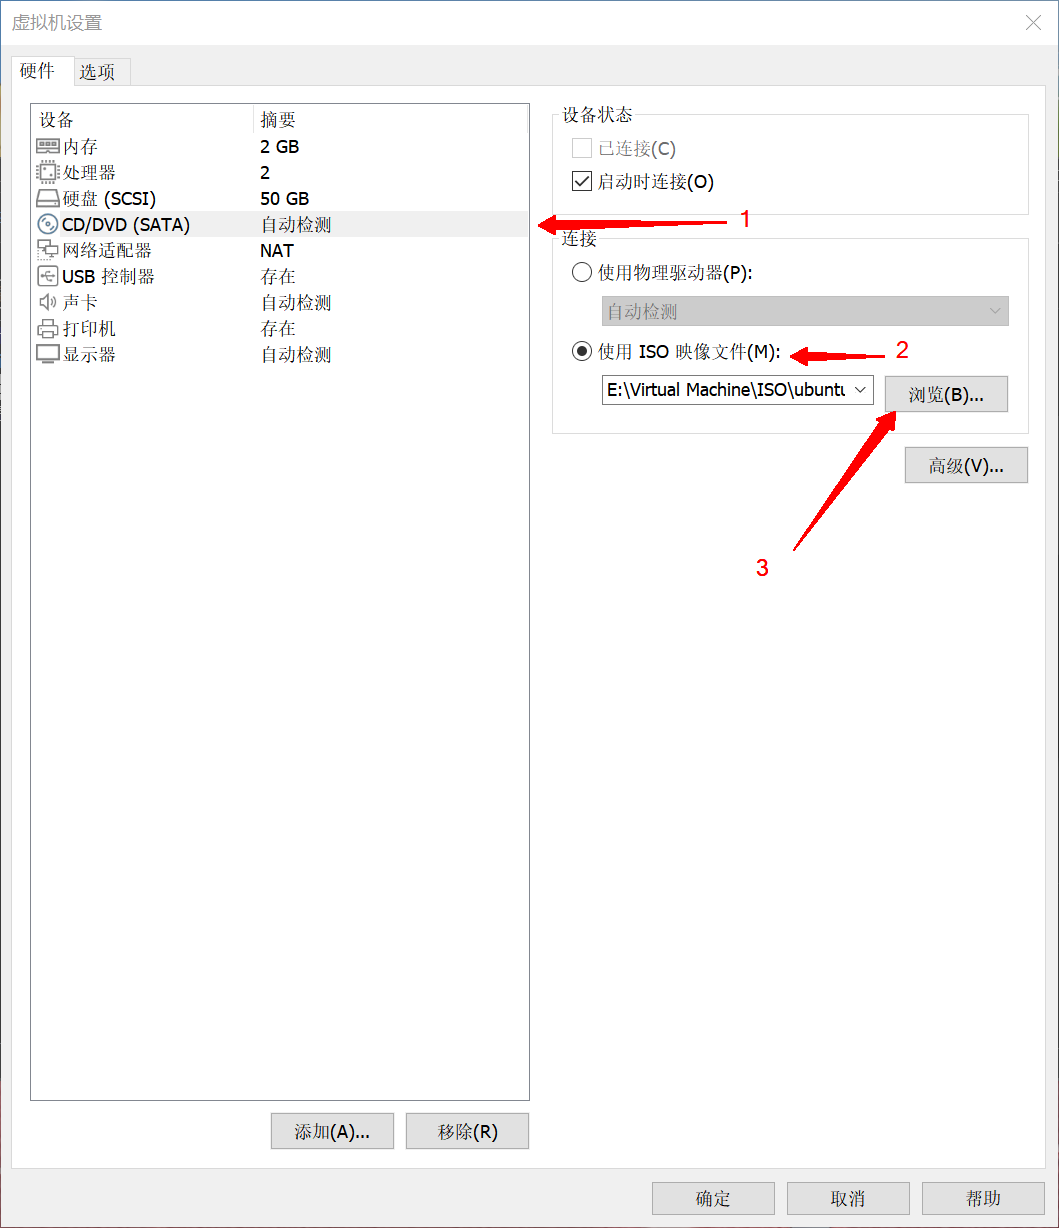 虚拟机设置
硬件 选项
设备 摘要
内存 2 GB
处理器 2
硬盘 (SCSI) 50 GB
CD/DVD (SATA) 自动检测
网络适配器 NAT
USB 控制器 存在
声卡 自动检测
打印机 存在
显示器 自动检测
添加(A)... 移除(R)
设备状态
已连接(C)
启动时连接(O)
1
连接
使用物理驱动器(P):
自动检测
使用 ISO 映像文件(M):
2
E:\Virtual Machine\ISO\ubuntu
浏览(B)...
高级(V)...
3
确定 取消 帮助